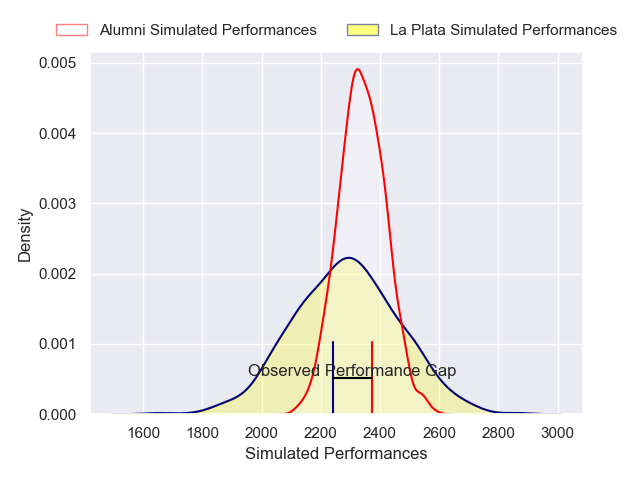 Alumni Simulated Performances
La Plata Simulated Performances
0.005
0.004
0.003
0.002
0.001
0.000
Density
Observed Performance Gap
1600 1800 2000 2200 2400 2600 2800 3000
Simulated Performances